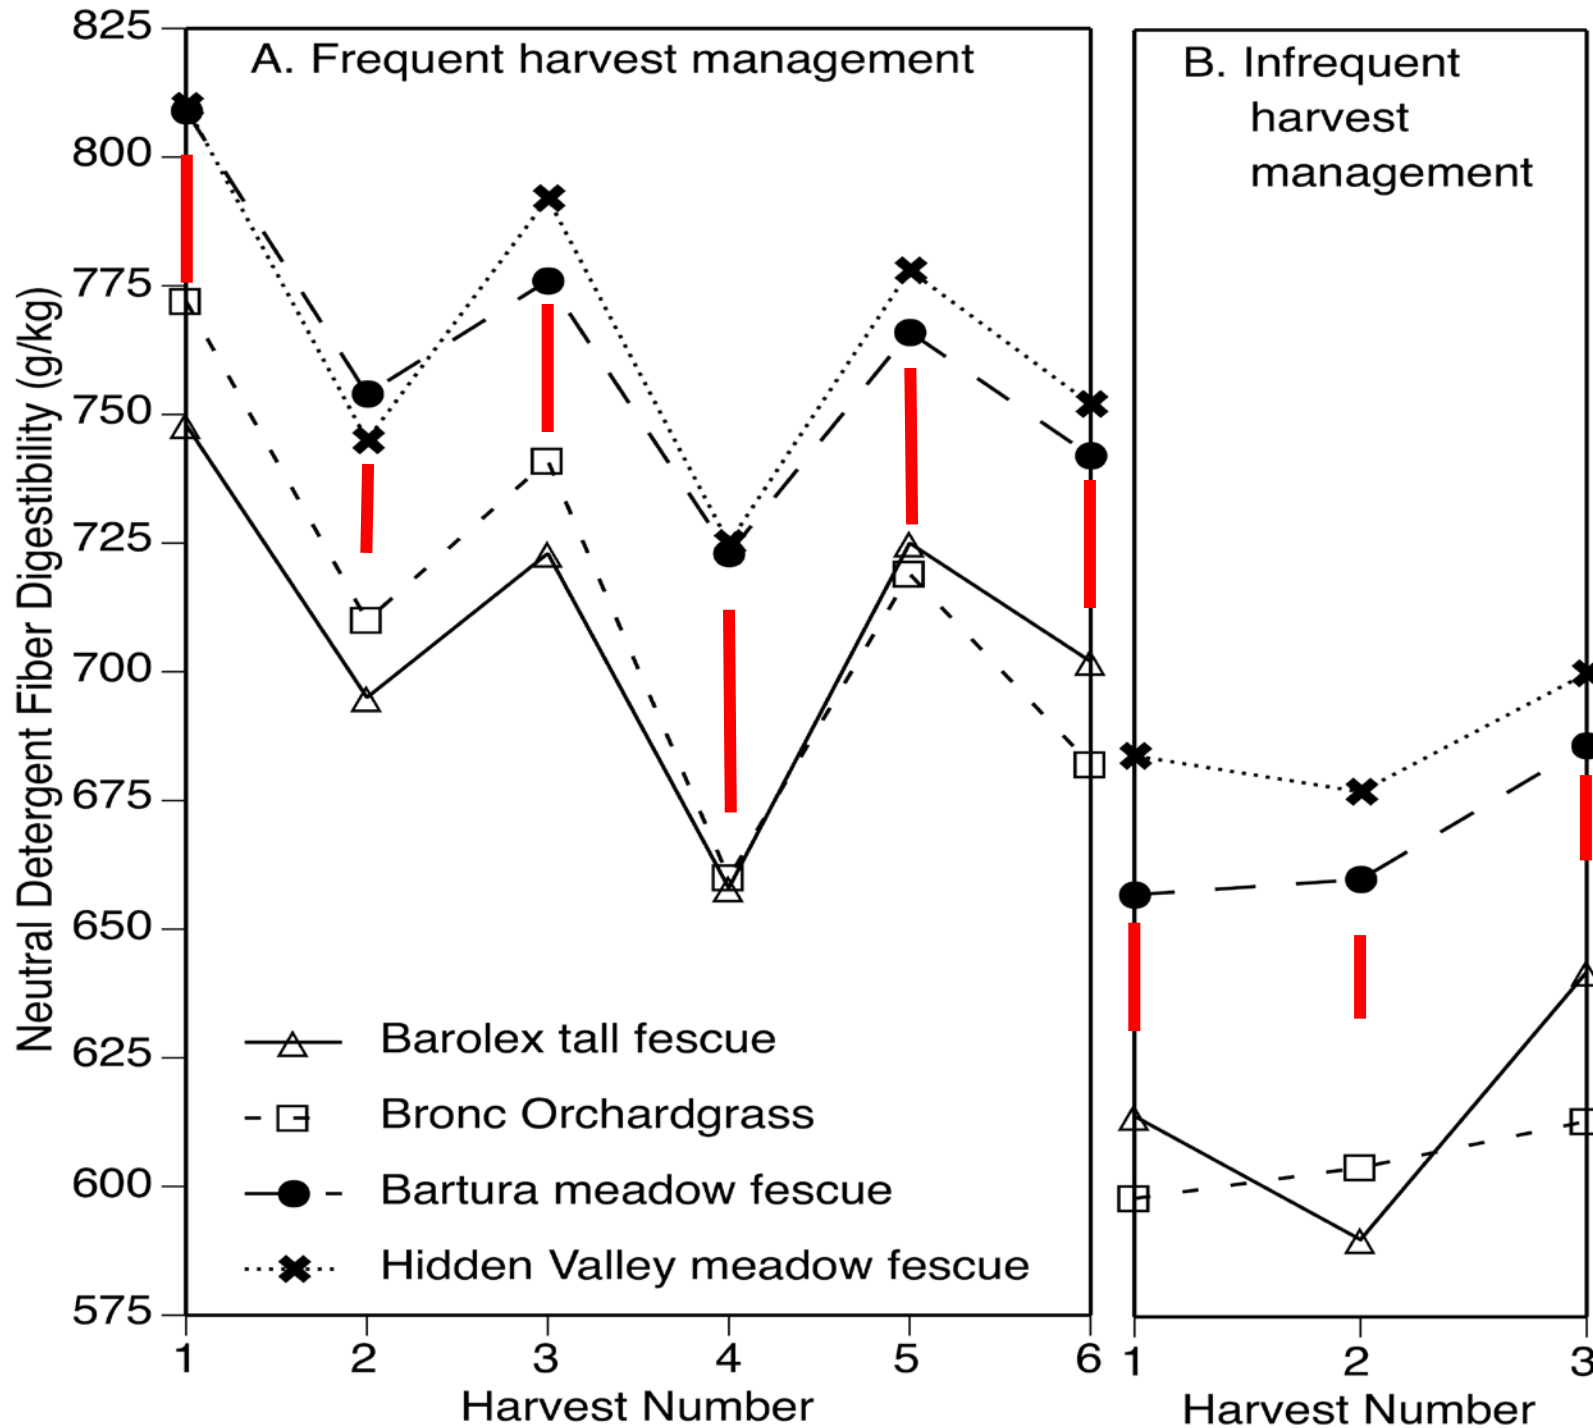 A. Frequent harvest management
B. Infrequent
harvest
management
Neutral Detergent Fiber Digestibility (g/kg)
825
800
775
750
725
700
675
650
625
600
575
Barolex tall fescue
Bronc Orchardgrass
Bartura meadow fescue
Hidden Valley meadow fescue
1 2 3 4 5 6
Harvest Number
1 2 3
Harvest Number